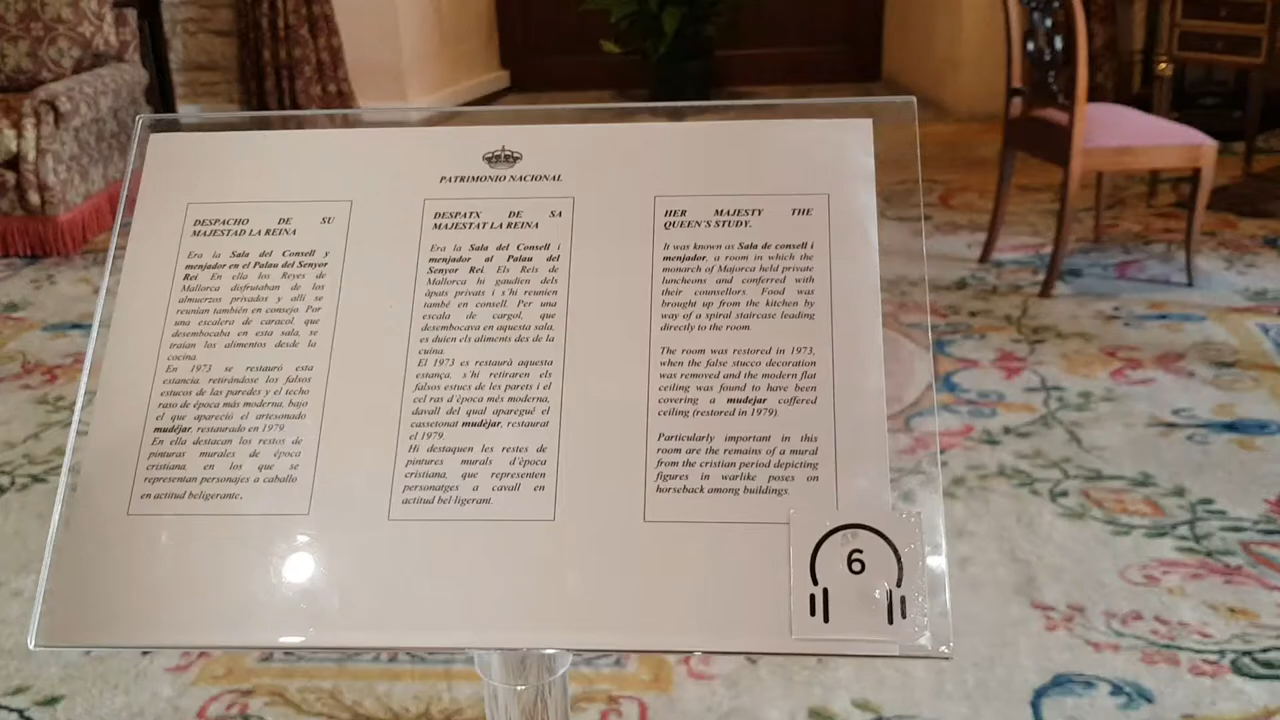 PATRIMONIO NACIONAL
DESPACHO DE SU
MAJESTAD LA REINA
Era la Sala del Consell y
menjador en el Palau del Senyor
Rei. En ella los Reyes de
Mallorca disfrutaban de los
almuerzos privados y allí se
reunían también en consejo. Por
una escalera de caracol, que
desembocaba en esta sala, se
traían los alimentos desde la
cocina.
En 1973 se restauró esta
estancia, retirándose los falsos
estucos de las paredes y el techo
raso de época más moderna, bajo
el que apareció el artesonado
mudéjar, restaurado en 1979.
En ella destacan los restos de
pinturas murales de época
cristiana, en los que se
representan personajes a caballo
en actitud beligerante.
DESPATX DE SA
MAJESTAT LA REINA
Era la Sala del Consell i
menjador al Palau del
Senyor Rei. Els Reis de
Mallorca hi gaudien dels
àpats privats i s'hi reunien
també en consell. Per una
escala de cargol, que
desembocava en aquesta sala,
es duien els aliments des de la
cuina.
El 1973 es restaurà aquesta
estança, s'hi retiraren els
falsos estucs de les parets i el
cel ras d'època més moderna,
davall del qual aparegué el
cassetonat mudèjar, restaurat
el 1979.
Hi destaquen les restes de
pintures murals d'època
cristiana, que representen
personatges a cavall en
actitud bel·ligerant.
HER MAJESTY THE
QUEEN'S STUDY.
It was known as Sala de consell i
menjador, a room in which the
monarch of Majorca held private
luncheons and conferred with
their counsellors. Food was
brought up from the kitchen by
way of a spiral staircase leading
directly to the room.
The room was restored in 1973,
when the false stucco decoration
was removed and the modern flat
ceiling was found to have been
covering a mudejar coffered
ceiling (restored in 1979).
Particularly important in this
room are the remains of a mural
from the cristian period depicting
figures in warlike poses on
horseback among buildings.
6